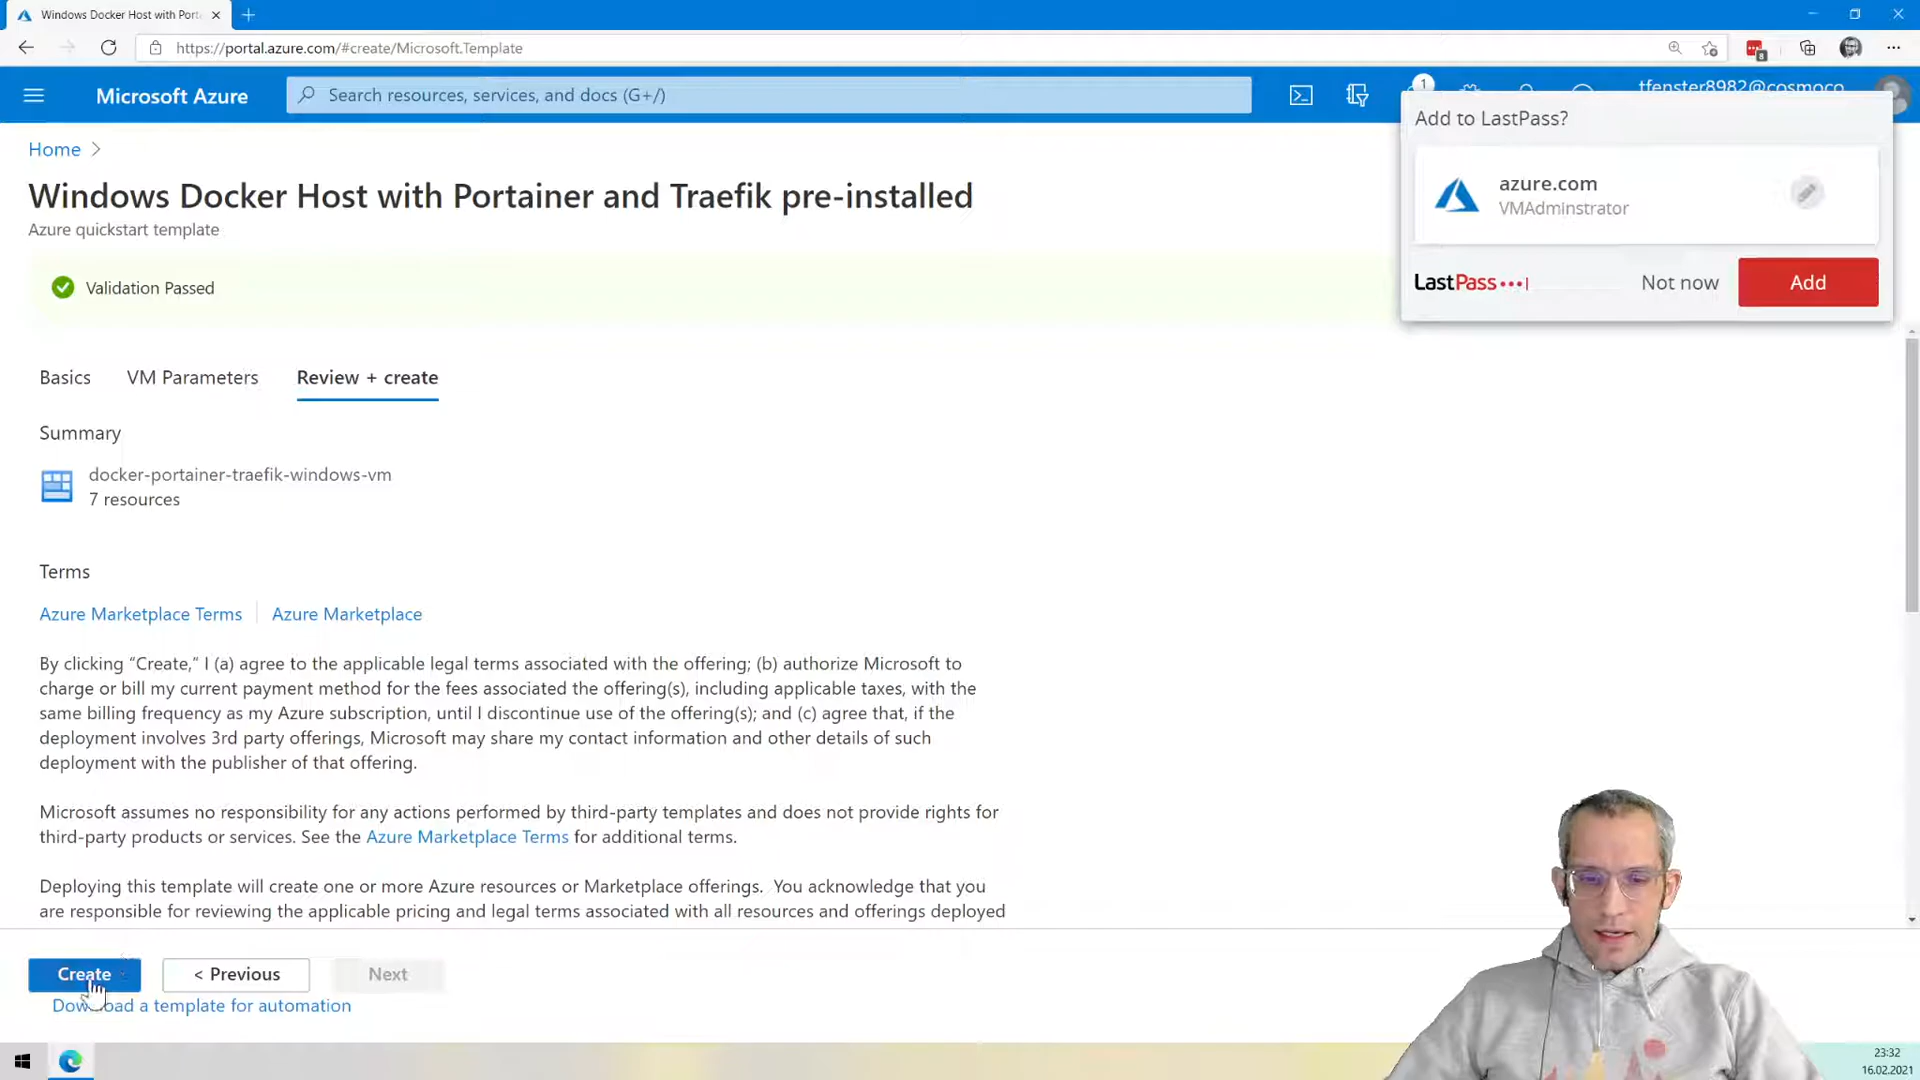 Windows Docker Host with Port
https://portal.azure.com/#create/Microsoft.Template
8
Microsoft Azure
Search resources, services, and docs (G+/)
1
tfenster8982@cosmoco
Add to LastPass?
azure.com
VMAdminstrator
LastPass
Not now
Add
Home
Windows Docker Host with Portainer and Traefik pre-installed
Azure quickstart template
Validation Passed
Basics
VM Parameters
Review + create
Summary
docker-portainer-traefik-windows-vm
7 resources
Terms
Azure Marketplace Terms
Azure Marketplace
By clicking “Create,” I (a) agree to the applicable legal terms associated with the offering; (b) authorize Microsoft to
charge or bill my current payment method for the fees associated the offering(s), including applicable taxes, with the
same billing frequency as my Azure subscription, until I discontinue use of the offering(s); and (c) agree that, if the
deployment involves 3rd party offerings, Microsoft may share my contact information and other details of such
deployment with the publisher of that offering.
Microsoft assumes no responsibility for any actions performed by third-party templates and does not provide rights for
third-party products or services. See the Azure Marketplace Terms for additional terms.
Deploying this template will create one or more Azure resources or Marketplace offerings. You acknowledge that you
are responsible for reviewing the applicable pricing and legal terms associated with all resources and offerings deployed
Create
< Previous
Next
Download a template for automation
23:32
16.02.2021